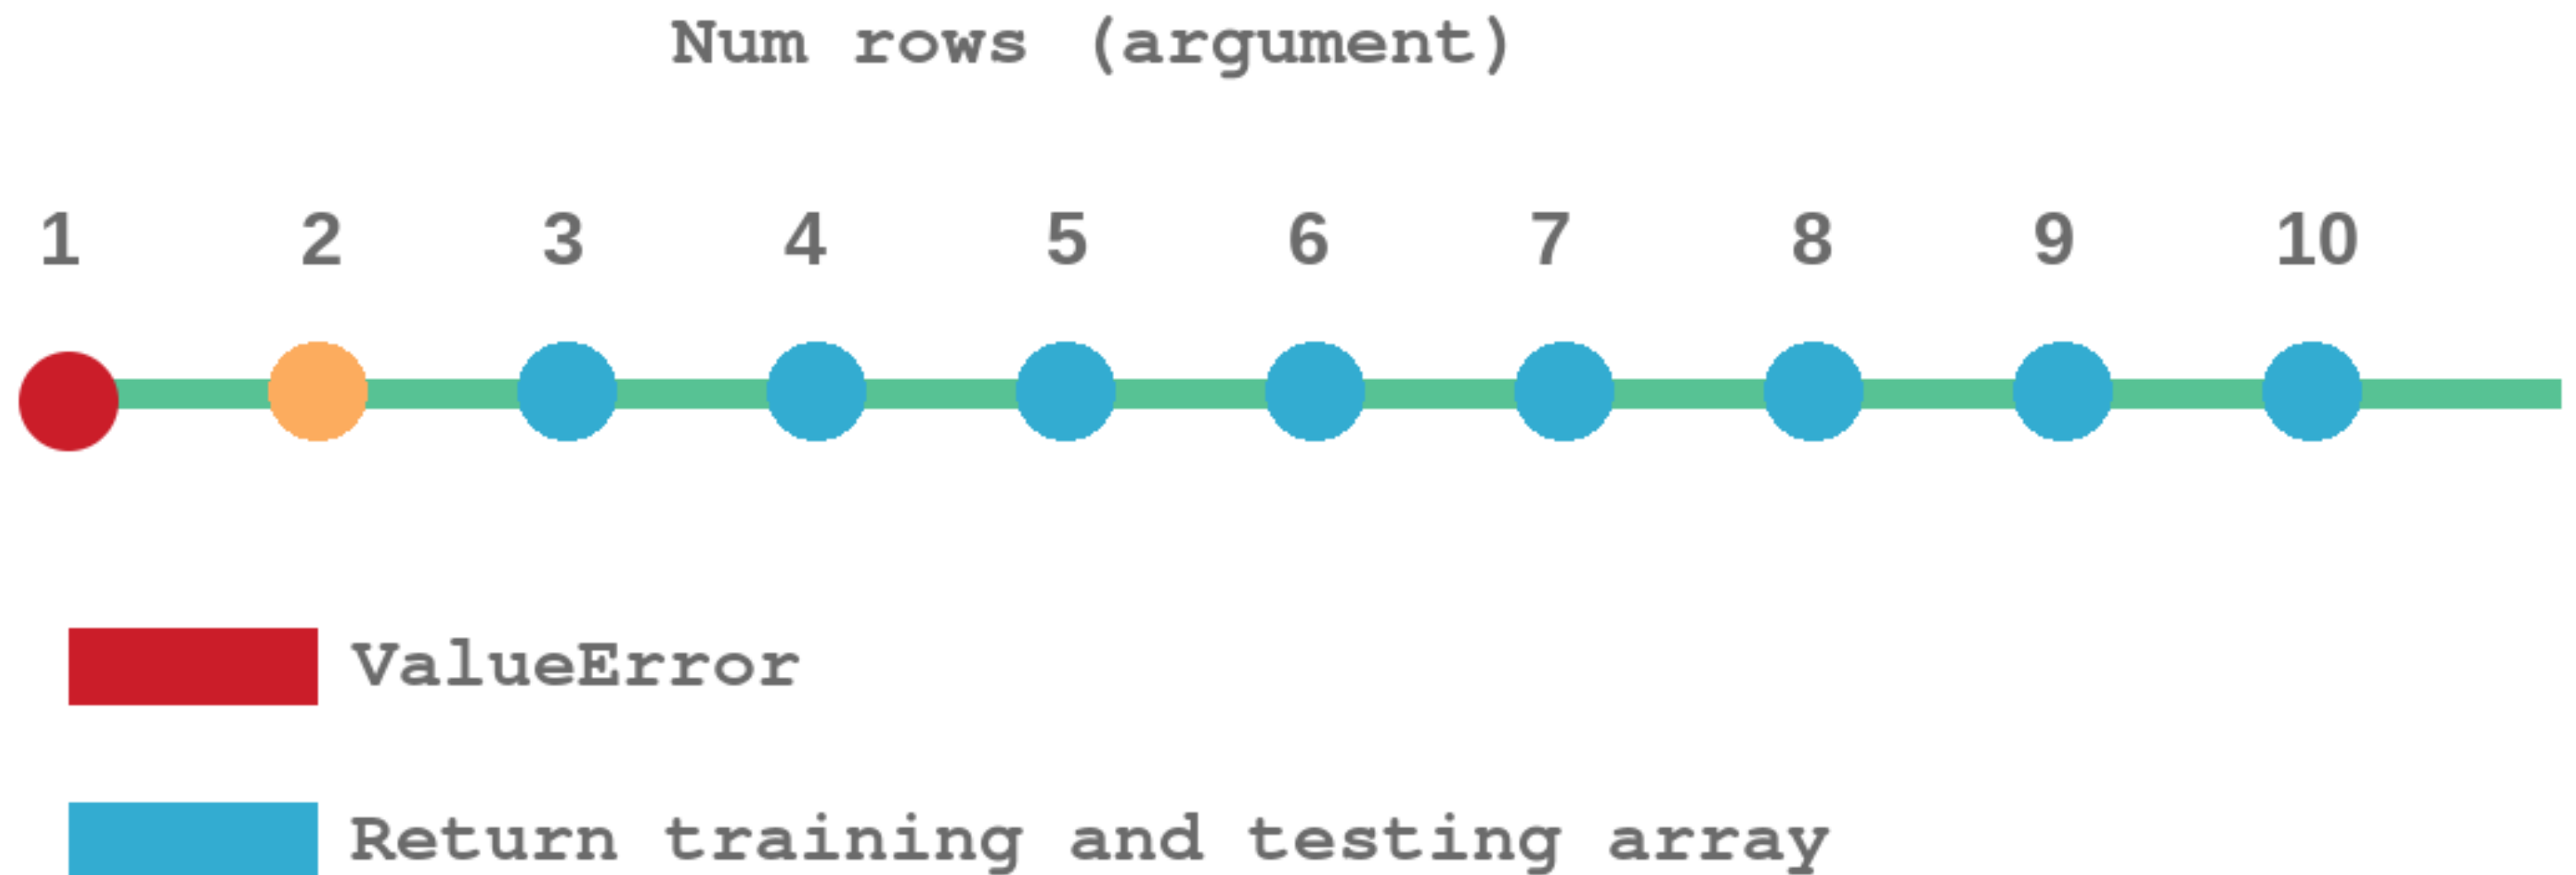 Num rows (argument)
1 2 3 4 5 6 7 8 9 10
ValueError
Return training and testing array